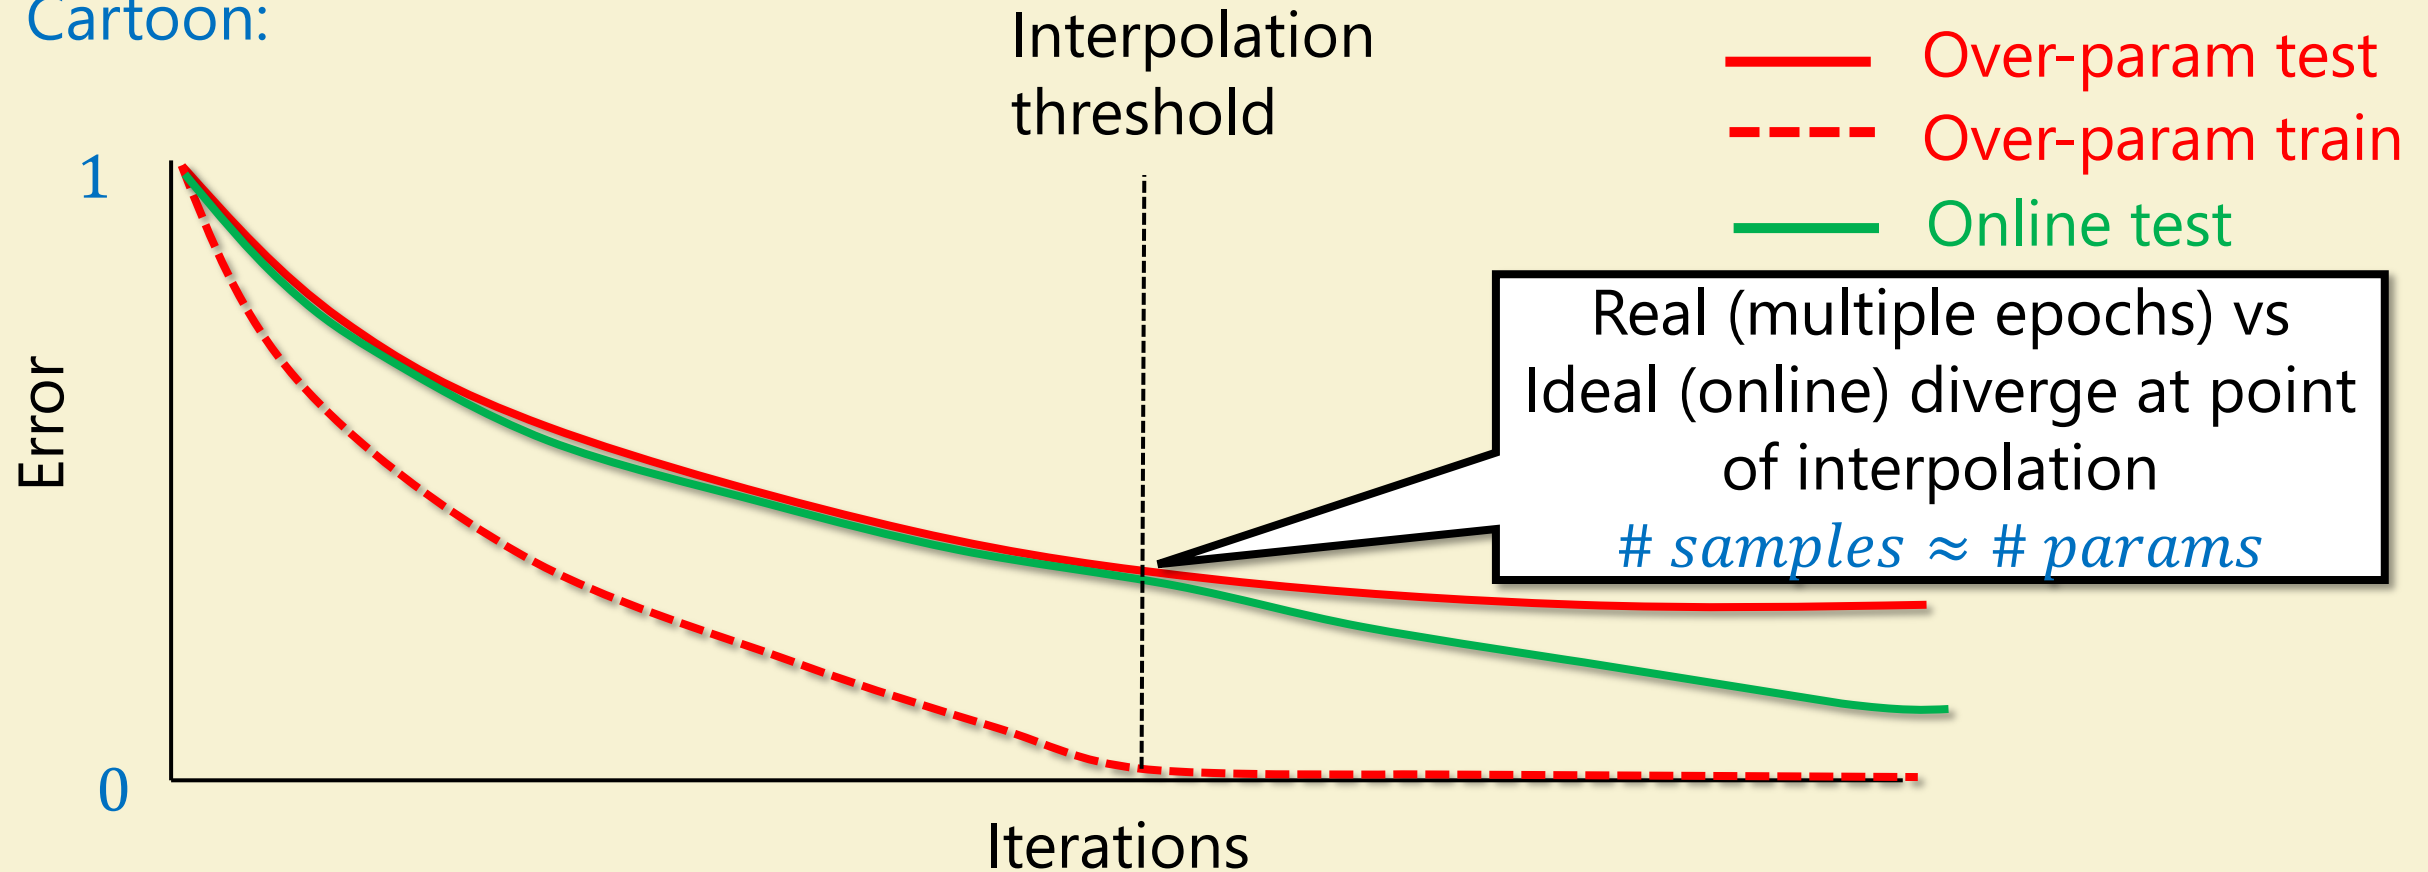 Cartoon:
Interpolation
threshold
Over-param test
Over-param train
Online test
1
Real (multiple epochs) vs
Ideal (online) diverge at point
of interpolation
# samples ≈ # params
Error
0
Iterations